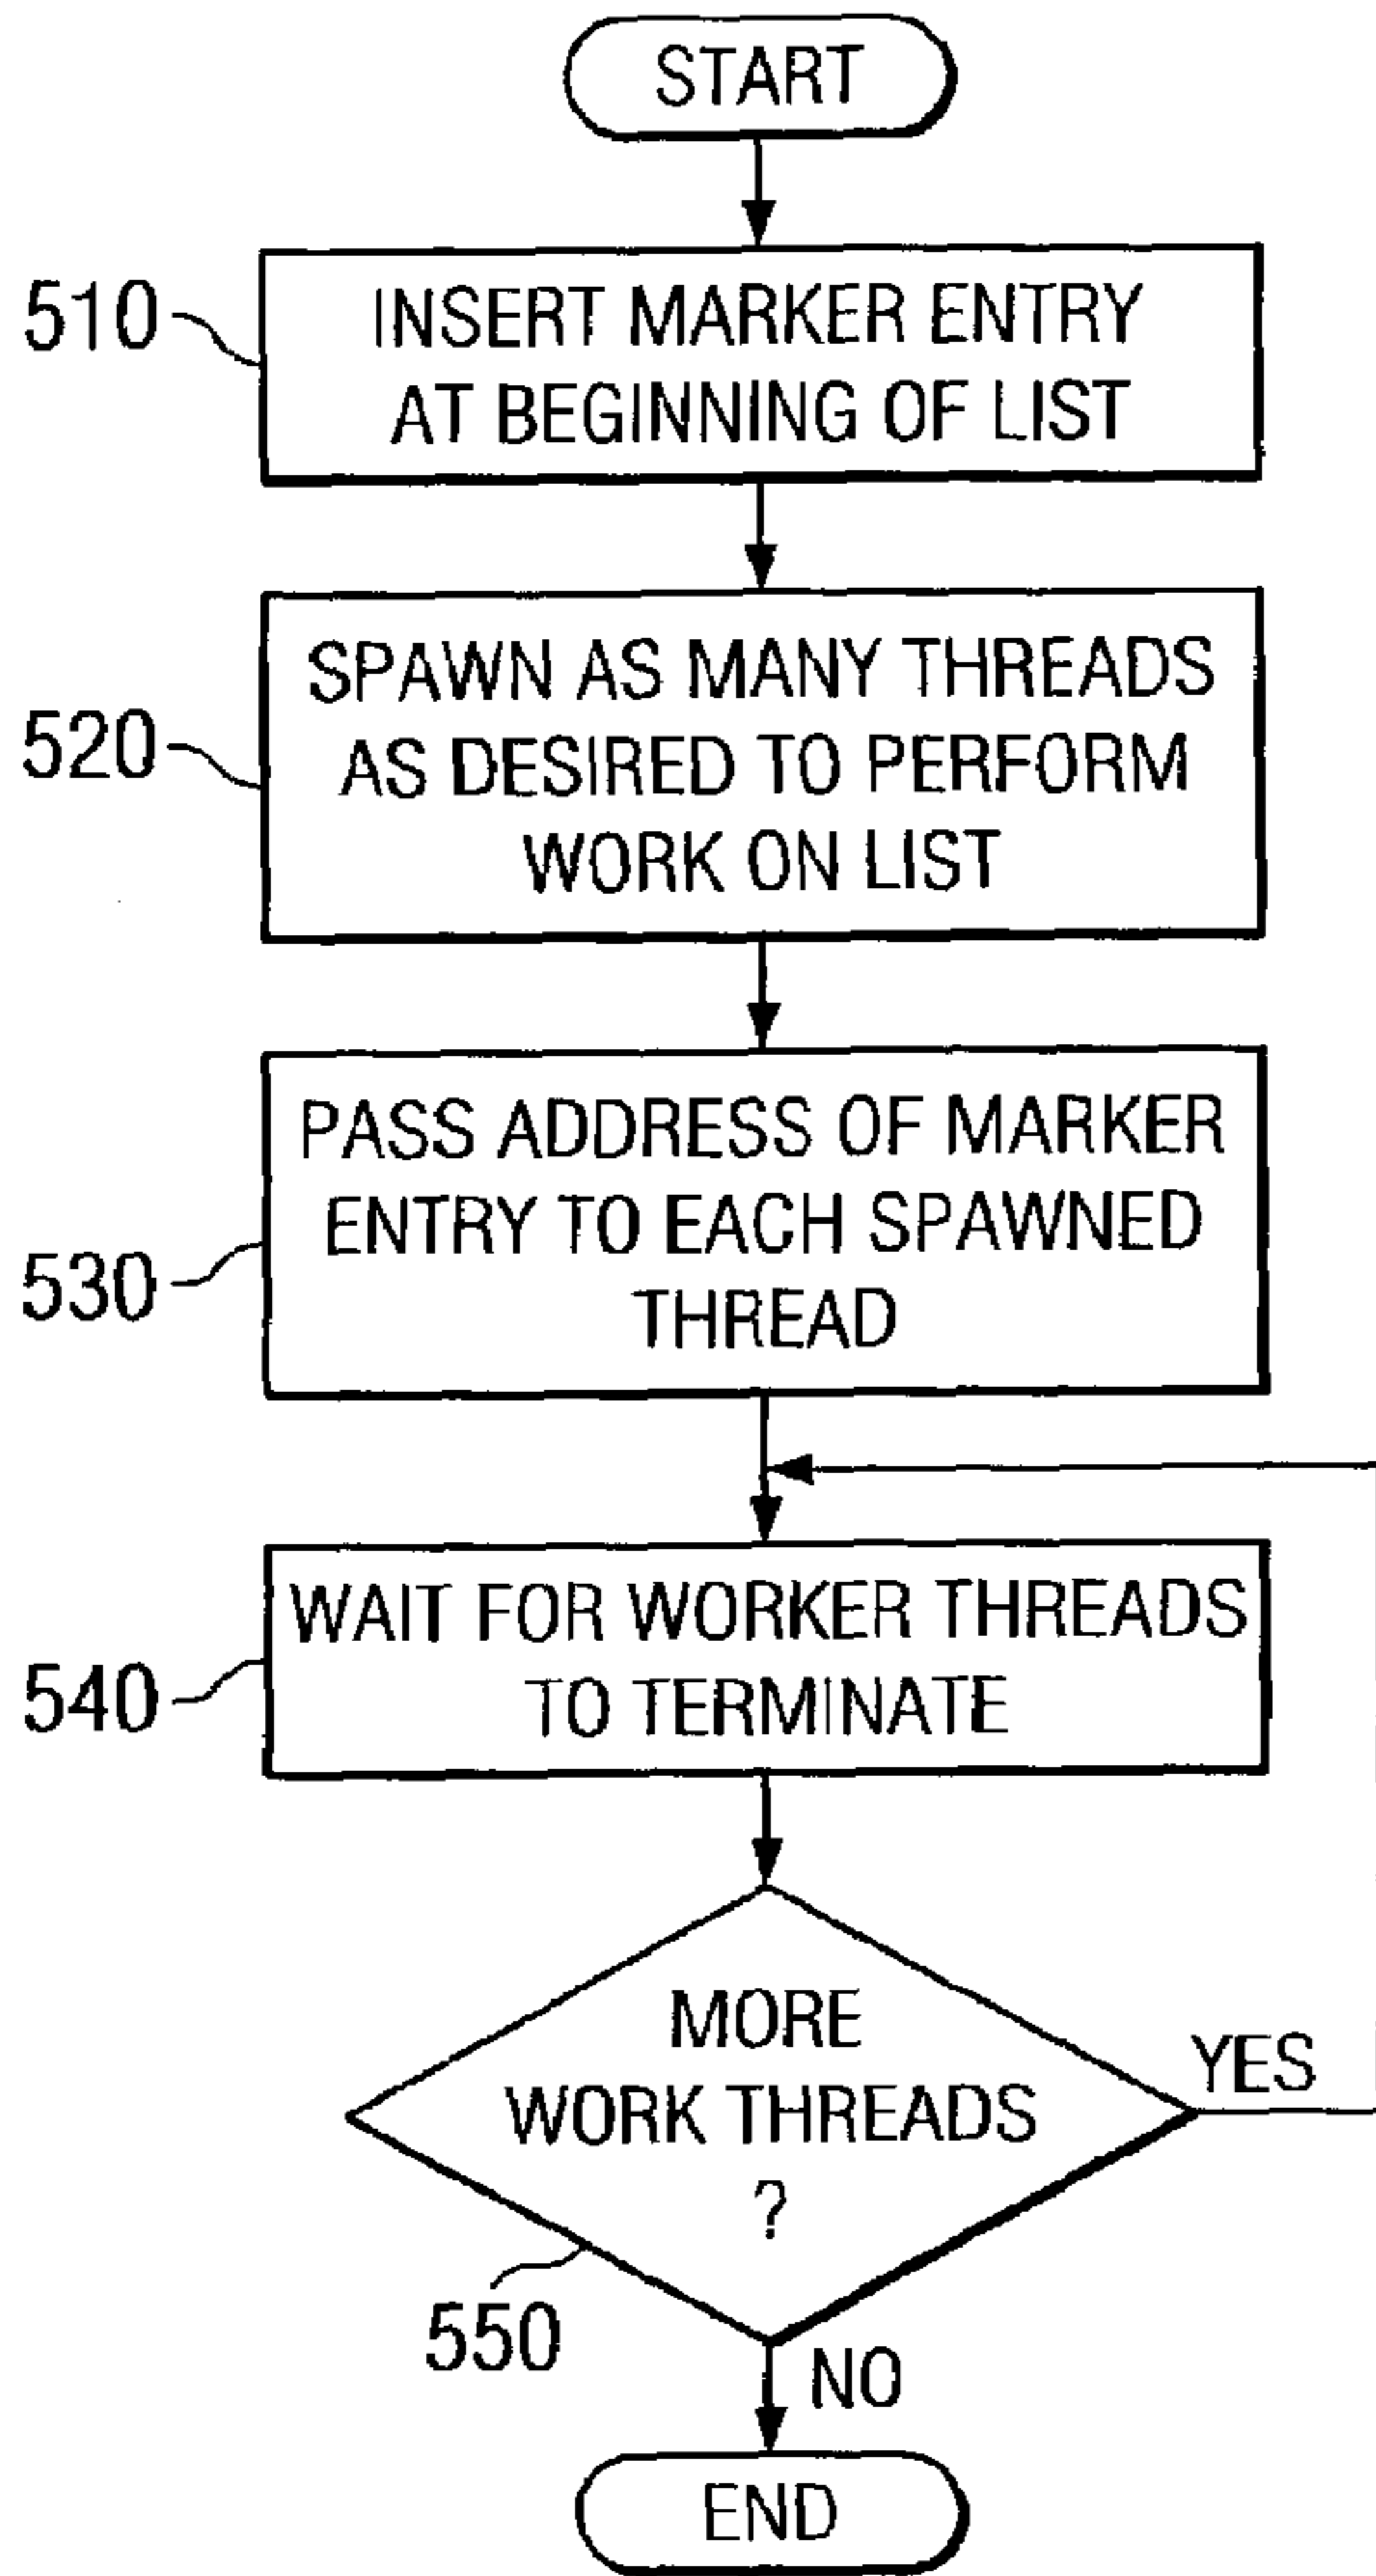 START
510
INSERT MARKER ENTRY
AT BEGINNING OF LIST
520
SPAWN AS MANY THREADS
AS DESIRED TO PERFORM
WORK ON LIST
530
PASS ADDRESS OF MARKER
ENTRY TO EACH SPAWNED
THREAD
540
WAIT FOR WORKER THREADS
TO TERMINATE
550
MORE
WORK THREADS
?
YES
NO
END